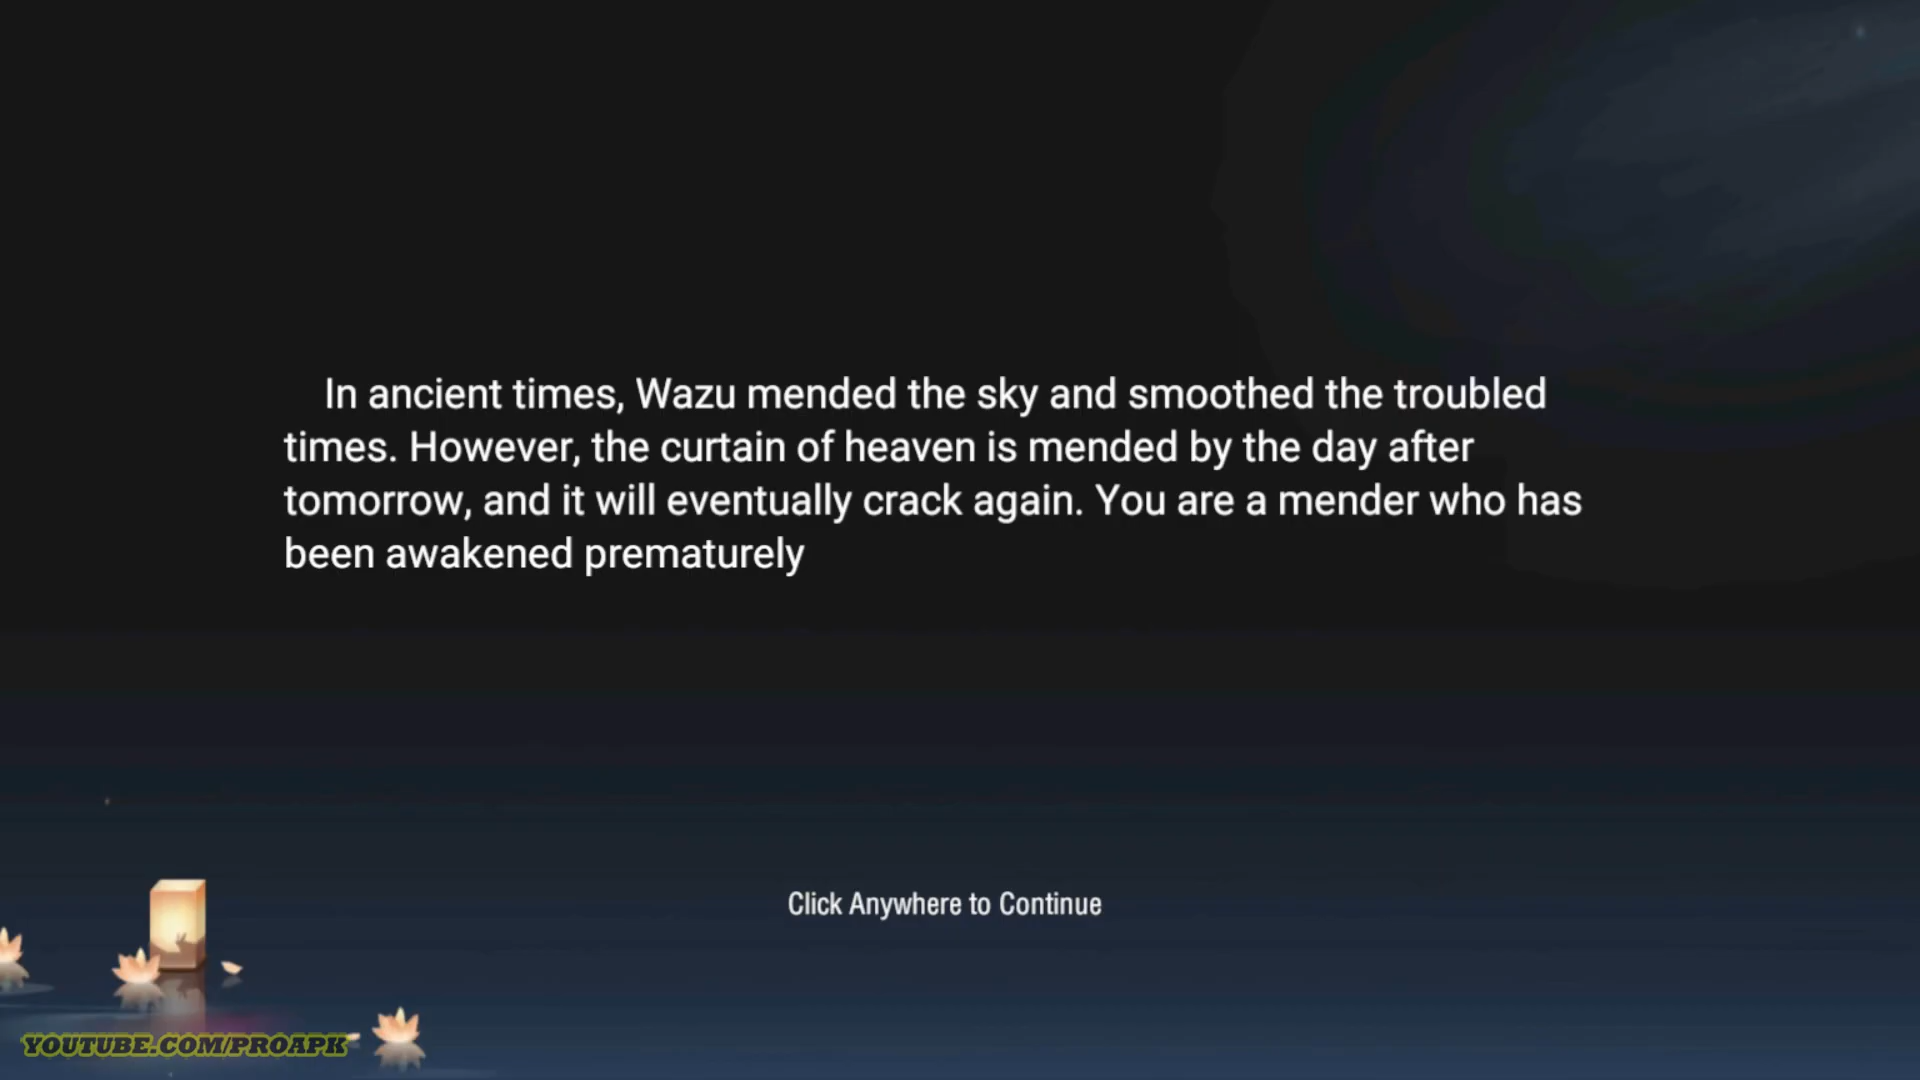 In ancient times, Wazu mended the sky and smoothed the troubled
times. However, the curtain of heaven is mended by the day after
tomorrow, and it will eventually crack again. You are a mender who has
been awakened prematurely
Click Anywhere to Continue
YOUTUBE.COM/PROAPK